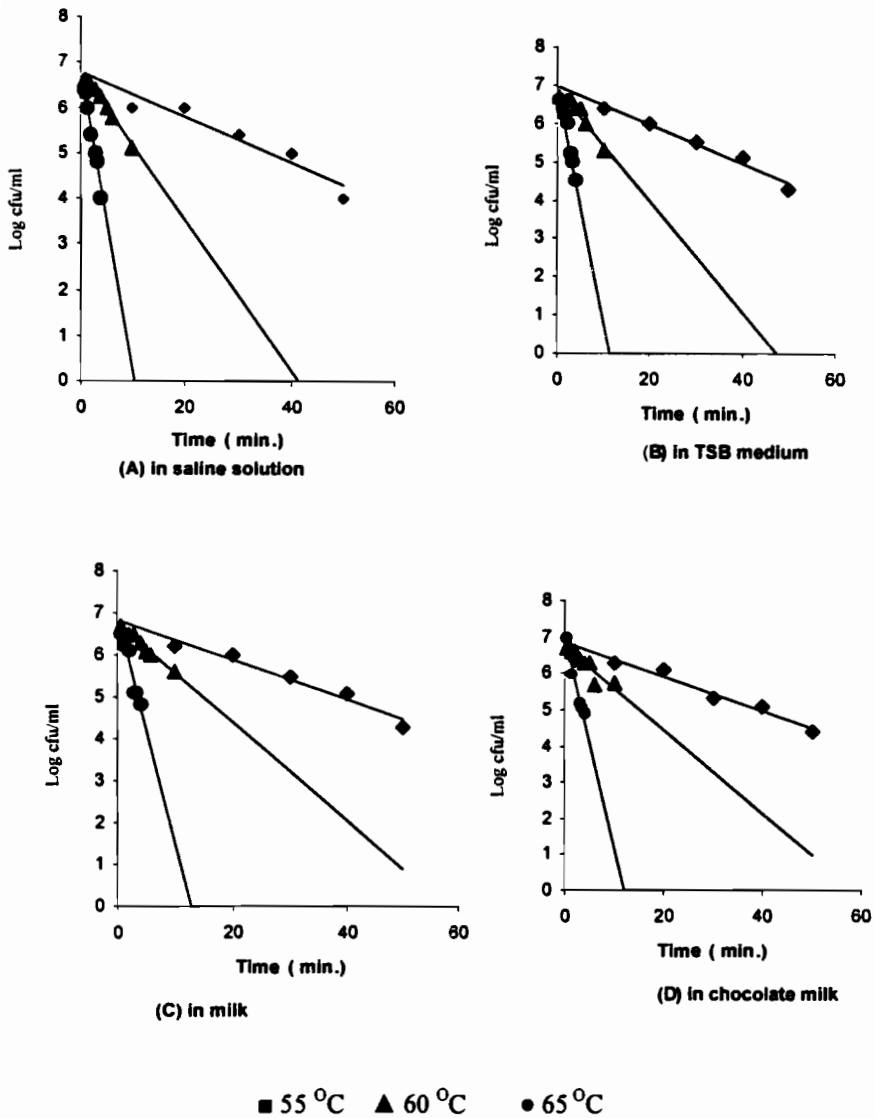 8
7
6
5
4
3
2
1
0
Log cfu/ml
0 20 40 60
Time ( min.)
(A) in saline solution
8
7
6
5
4
3
2
1
0
Log cfu/ml
0 20 40 60
Time ( min.)
(B) in TSB medium
8
7
6
5
4
3
2
1
0
Log cfu/ml
0 20 40 60
Time ( min.)
(C) in milk
8
7
6
5
4
3
2
1
0
Log cfu/ml
0 20 40 60
Time ( min.)
(D) in chocolate milk
■ 55 °C ▲ 60 °C ● 65 °C